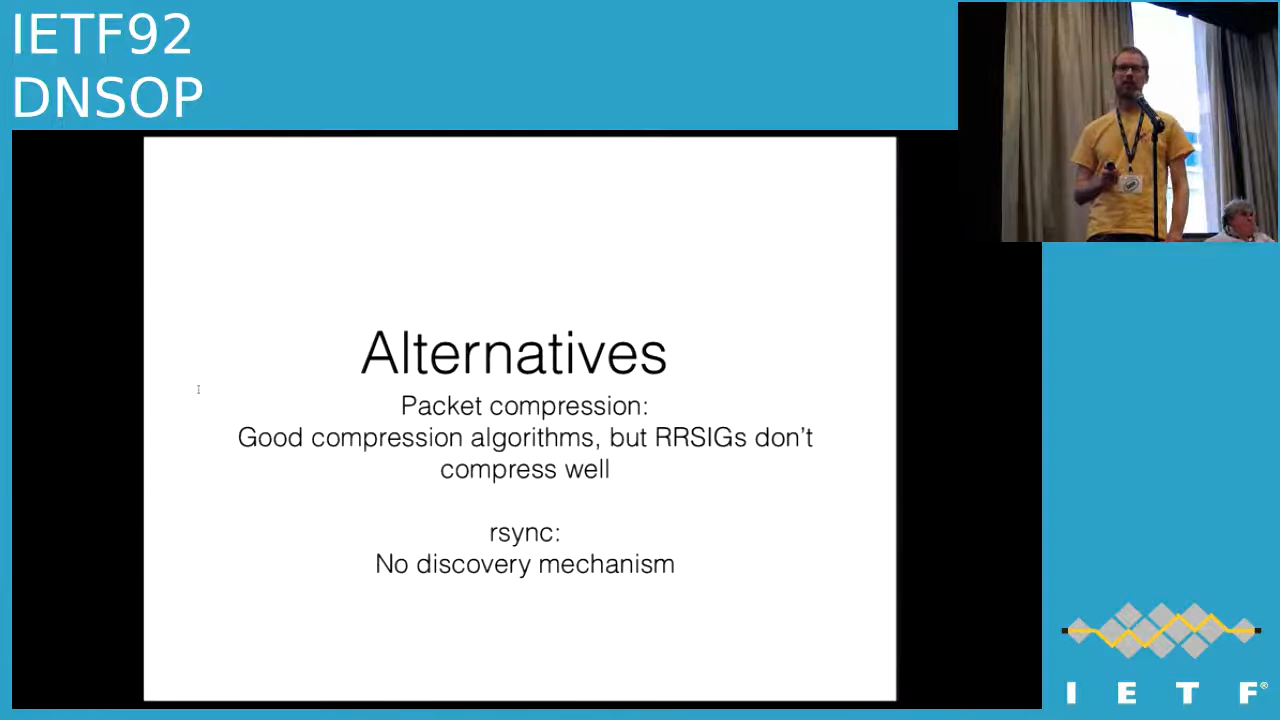 IETF92
DNSOP
Alternatives
Packet compression:
Good compression algorithms, but RRSIGs don't
compress well
rsync:
No discovery mechanism
I E T F®